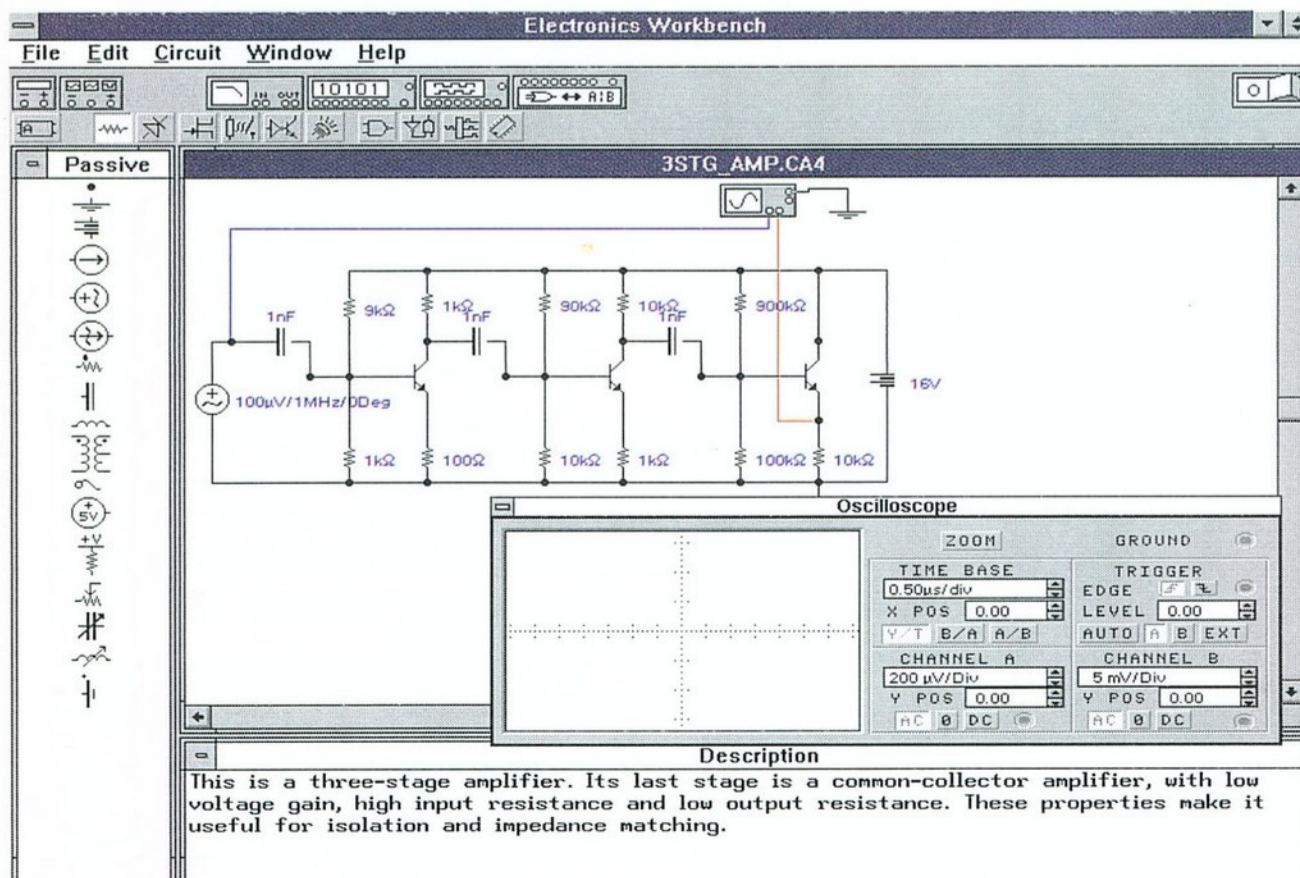 Electronics Workbench
File Edit Circuit Window Help
IN OUT 10101 A|B
A
Passive
3STG_AMP.CA4
9kΩ 1kΩ 90kΩ 10kΩ 900kΩ
1nF 1nF 1nF
16V
100µV/1MHz/0Deg
1kΩ 100Ω 10kΩ 1kΩ 100kΩ 10kΩ
5V
+V
Oscilloscope
ZOOM GROUND
TIME BASE TRIGGER
0.50µs/div EDGE
X POS 0.00 LEVEL 0.00
Y/T B/A A/B AUTO A B EXT
CHANNEL A CHANNEL B
200 µV/Div 5 mV/Div
Y POS 0.00 Y POS 0.00
AC 0 DC AC 0 DC
Description
This is a three-stage amplifier. Its last stage is a common-collector amplifier, with low
voltage gain, high input resistance and low output resistance. These properties make it
useful for isolation and impedance matching.